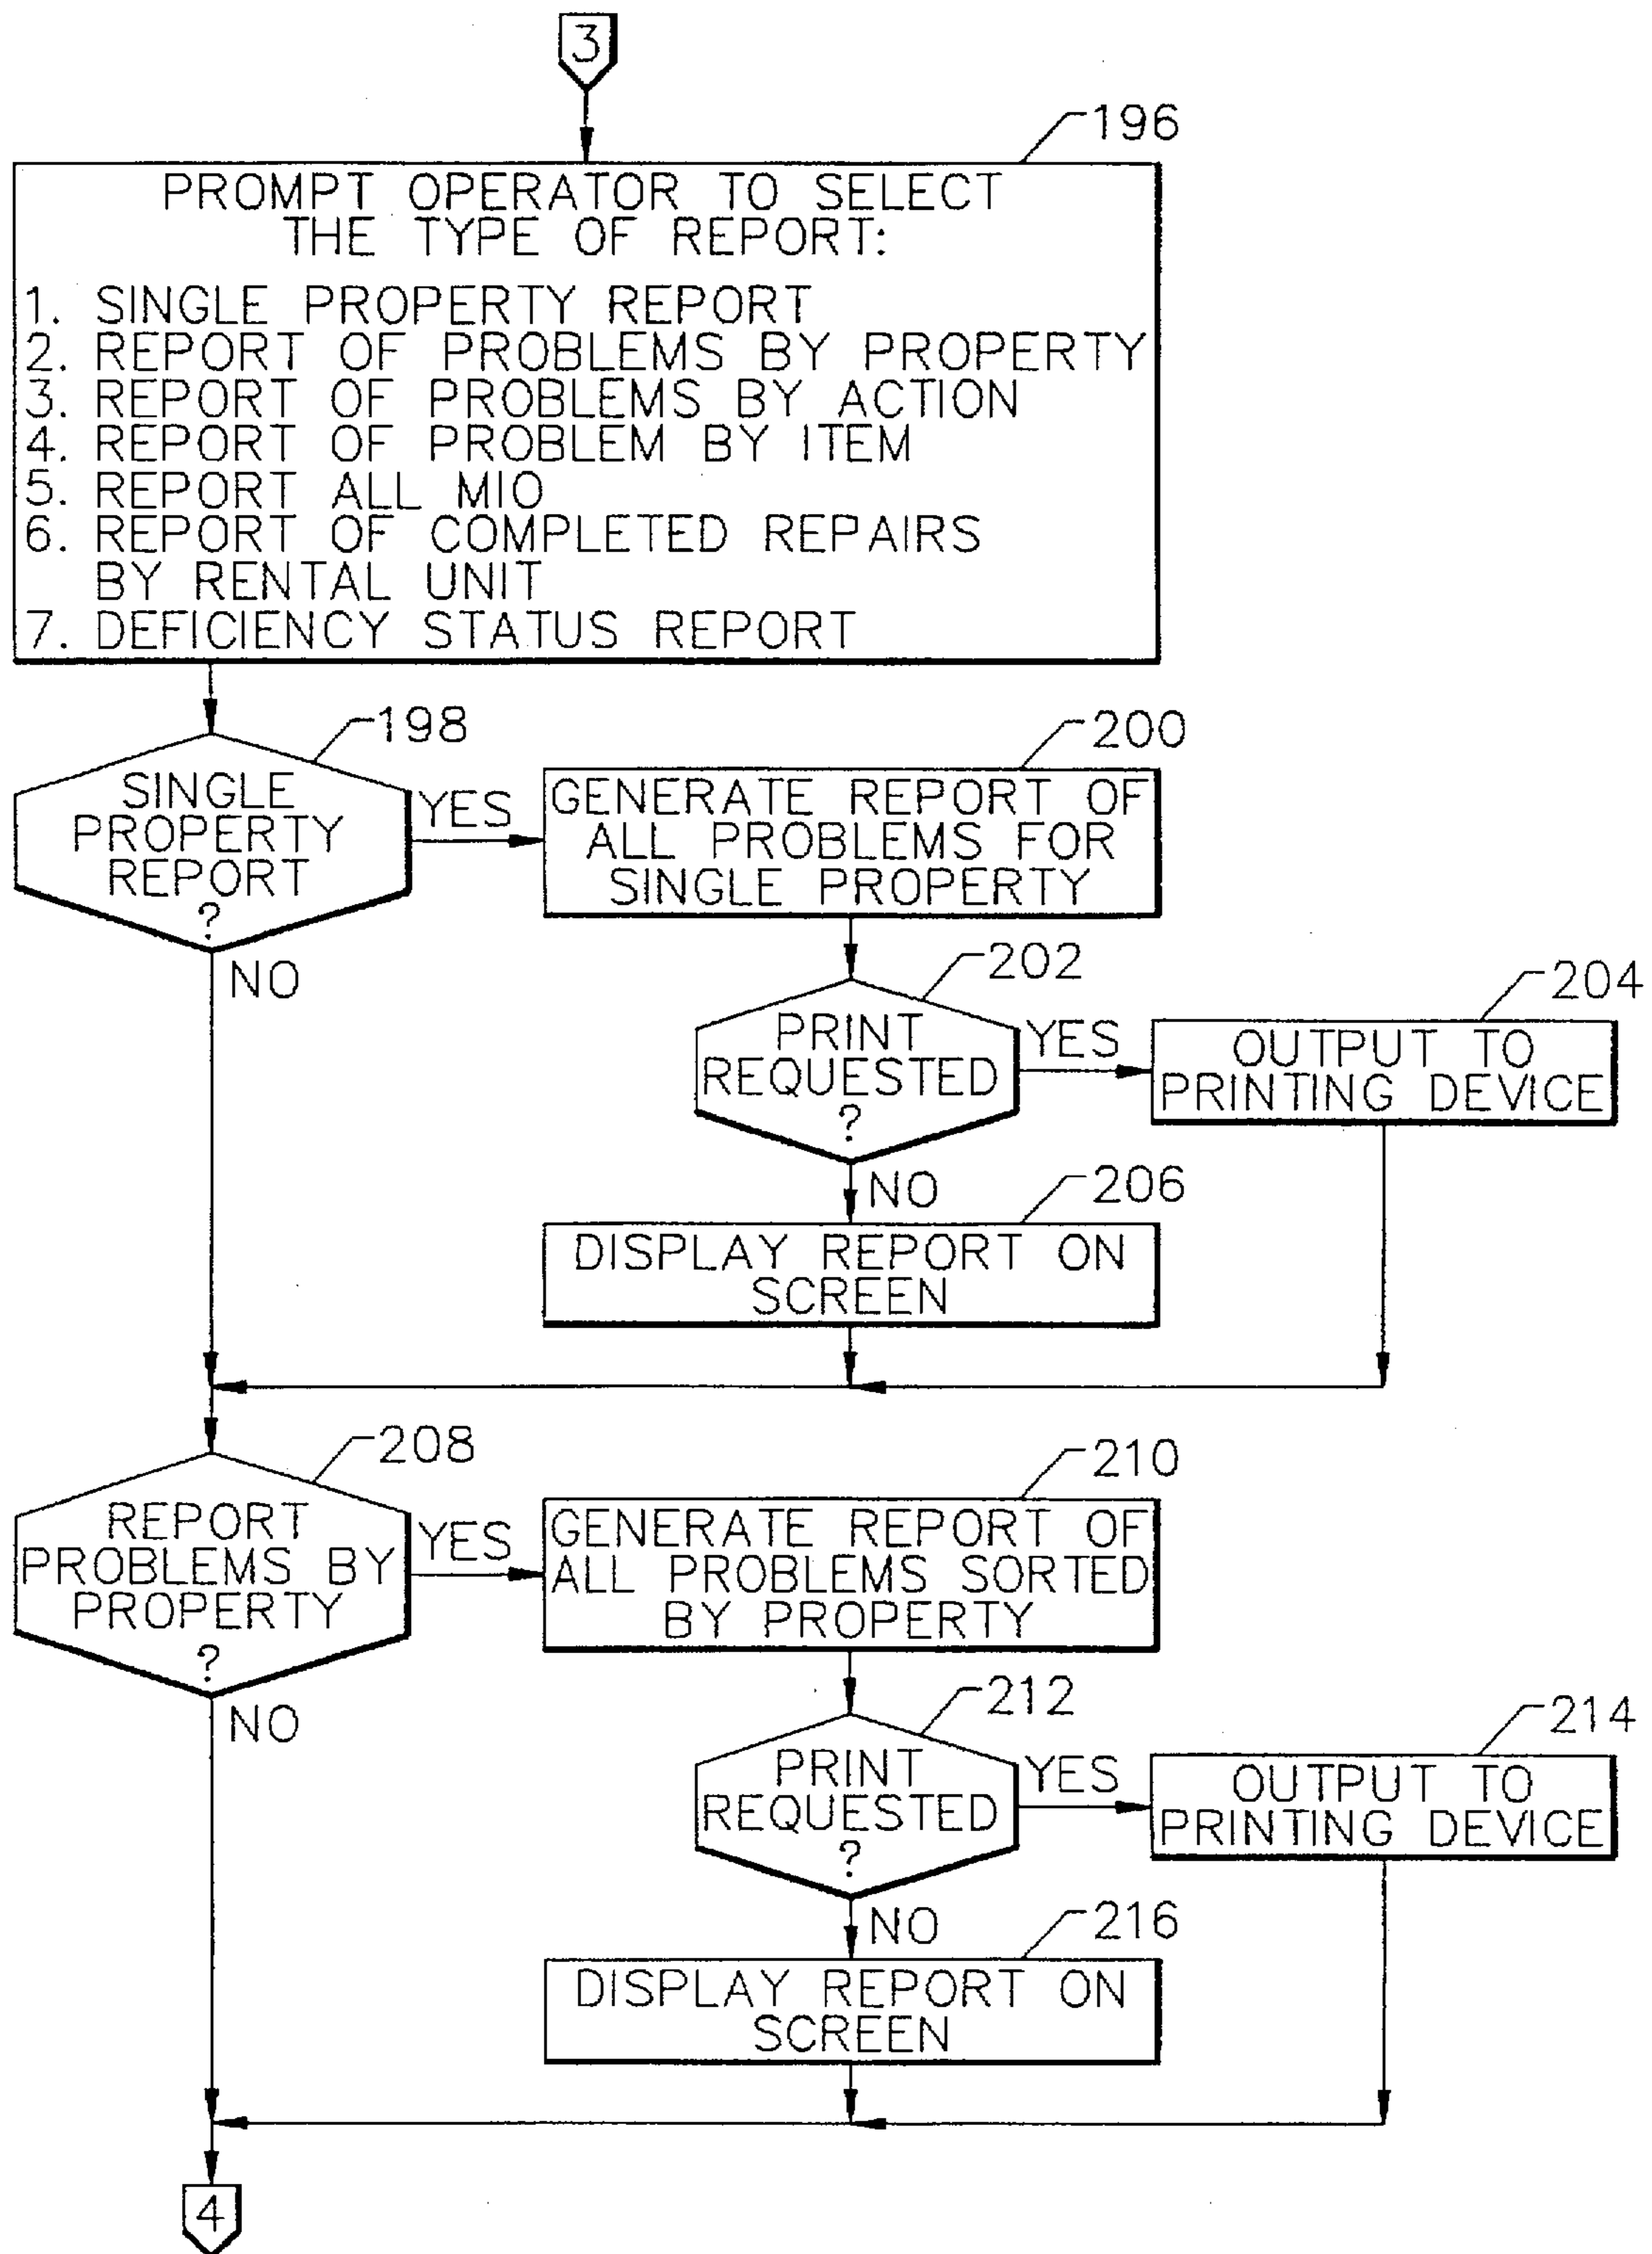 3
196
PROMPT OPERATOR TO SELECT
THE TYPE OF REPORT:
1. SINGLE PROPERTY REPORT
2. REPORT OF PROBLEMS BY PROPERTY
3. REPORT OF PROBLEMS BY ACTION
4. REPORT OF PROBLEM BY ITEM
5. REPORT ALL MIO
6. REPORT OF COMPLETED REPAIRS
BY RENTAL UNIT
7. DEFICIENCY STATUS REPORT
198
SINGLE
PROPERTY
REPORT
?
YES
NO
200
GENERATE REPORT OF
ALL PROBLEMS FOR
SINGLE PROPERTY
202
PRINT
REQUESTED
?
YES
NO
204
OUTPUT TO
PRINTING DEVICE
206
DISPLAY REPORT ON
SCREEN
208
REPORT
PROBLEMS BY
PROPERTY
?
YES
NO
210
GENERATE REPORT OF
ALL PROBLEMS SORTED
BY PROPERTY
212
PRINT
REQUESTED
?
YES
NO
214
OUTPUT TO
PRINTING DEVICE
216
DISPLAY REPORT ON
SCREEN
4